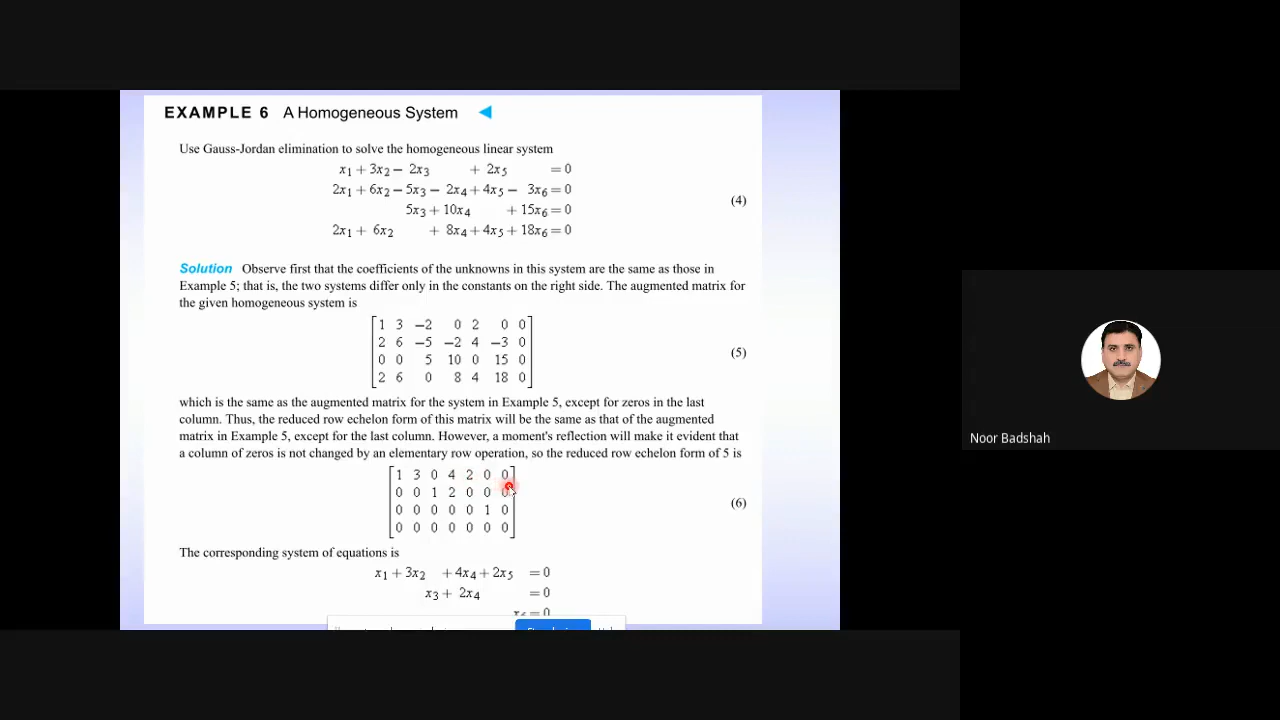 EXAMPLE 6 A Homogeneous System
Use Gauss-Jordan elimination to solve the homogeneous linear system
x1 + 3x2 − 2x3 + 2x5 = 0
2x1 + 6x2 − 5x3 − 2x4 + 4x5 − 3x6 = 0
(4)
5x3 + 10x4 + 15x6 = 0
2x1 + 6x2 + 8x4 + 4x5 + 18x6 = 0
Solution Observe first that the coefficients of the unknowns in this system are the same as those in
Example 5; that is, the two systems differ only in the constants on the right side. The augmented matrix for
the given homogeneous system is
1 3 −2 0 2 0 0
2 6 −5 −2 4 −3 0
(5)
0 0 5 10 0 15 0
2 6 0 8 4 18 0
which is the same as the augmented matrix for the system in Example 5, except for zeros in the last
column. Thus, the reduced row echelon form of this matrix will be the same as that of the augmented
matrix in Example 5, except for the last column. However, a moment's reflection will make it evident that
a column of zeros is not changed by an elementary row operation, so the reduced row echelon form of 5 is
1 3 0 4 2 0 0
0 0 1 2 0 0 0
(6)
0 0 0 0 0 1 0
0 0 0 0 0 0 0
The corresponding system of equations is
x1 + 3x2 + 4x4 + 2x5 = 0
x3 + 2x4 = 0
= 0
Noor Badshah